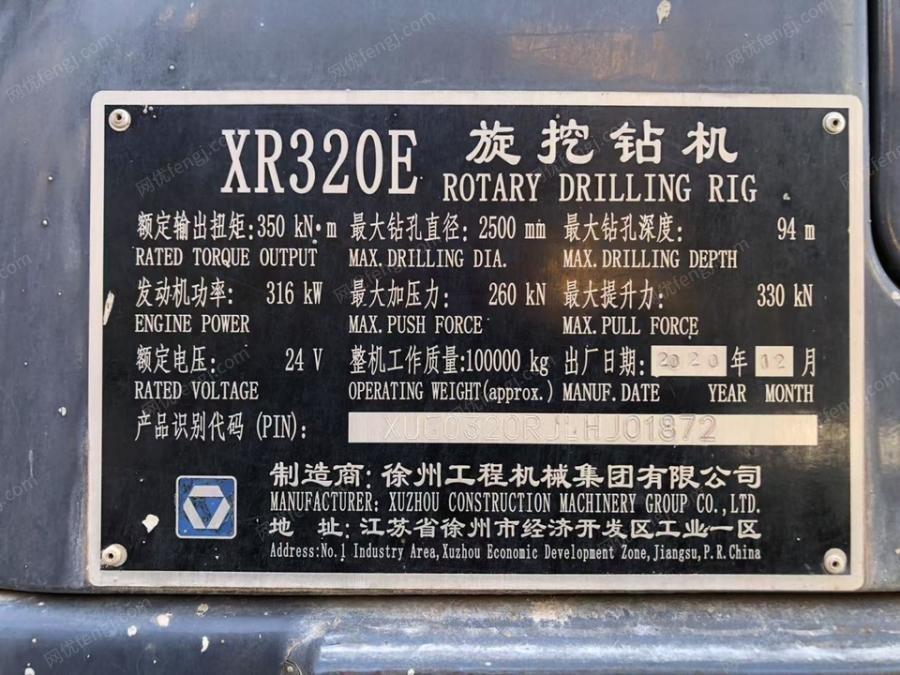 XR320E 旋挖钻机
ROTARY DRILLING RIG
额定输出扭矩:350 kN·m 最大钻孔直径: 2500 mm 最大钻孔深度: 94 m
RATED TORQUE OUTPUT MAX. DRILLING DIA. MAX. DRILLING DEPTH
发动机功率: 316 kW 最大加压力: 260 kN 最大提升力: 330 kN
ENGINE POWER MAX. PUSH FORCE MAX. PULL FORCE
额定电压: 24 V 整机工作质量:100000 kg 出厂日期: 2020 年 12 月
RATED VOLTAGE OPERATING WEIGHT(approx.) MANUF. DATE YEAR MONTH
产品识别代码 (PIN):
制造商: 徐州工程机械集团有限公司
MANUFACTURER: XUZHOU CONSTRUCTION MACHINERY GROUP CO.,LTD.
地 址: 江苏省徐州市经济开发区工业一区
Address:No.1 Industry Area,Xuzhou Economic Development Zone,Jiangsu,P.R.China